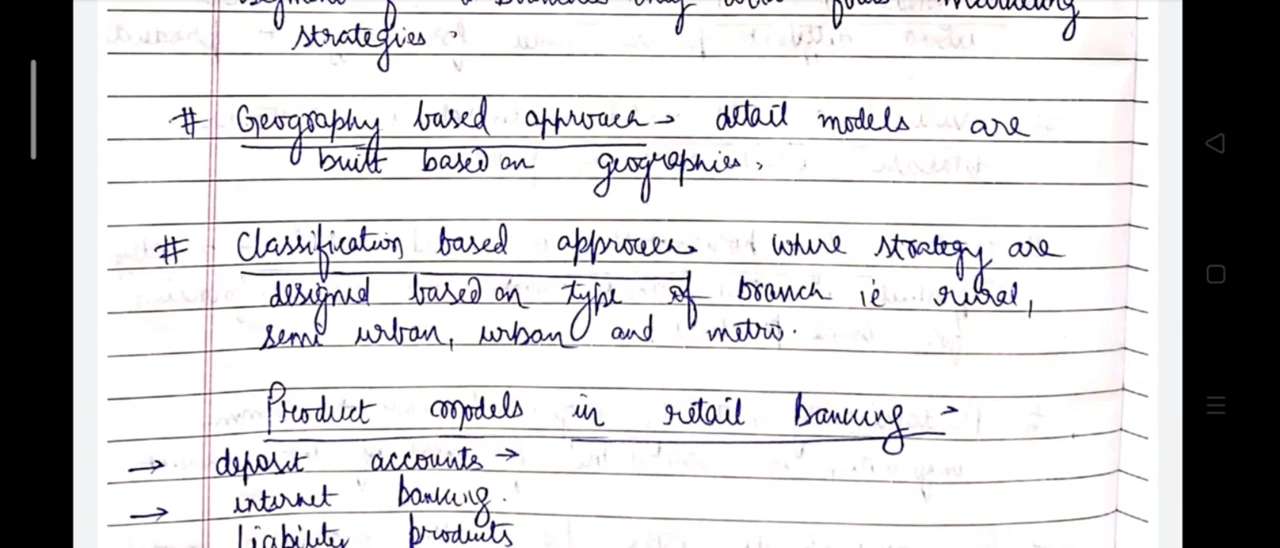 strategies.
# Geography based approach → detail models are
built based on geographies.
# Classification based approach where strategy are
designed based on type of branch ie rural,
semi urban, urban and metro.
Product models in retail banking →
→ deposit accounts →
→ internet banking.
liability products